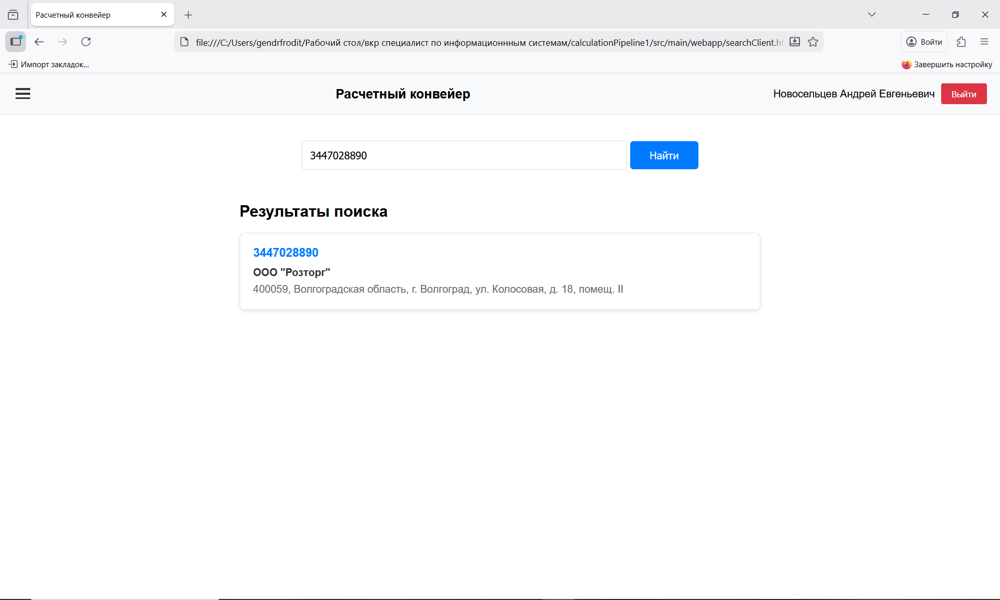 Расчетный конвейер
file:///C:/Users/gendrfrodit/Рабочий стол/вкр специалист по информационнным системам/calculationPipeline1/src/main/webapp/searchClient.ht
Войти
Импорт закладок...
Завершить настройку
Расчетный конвейер
Новосельцев Андрей Евгеньевич
Выйти
3447028890
Найти
Результаты поиска
3447028890
ООО "Розторг"
400059, Волгоградская область, г. Волгоград, ул. Колосовая, д. 18, помещ. II